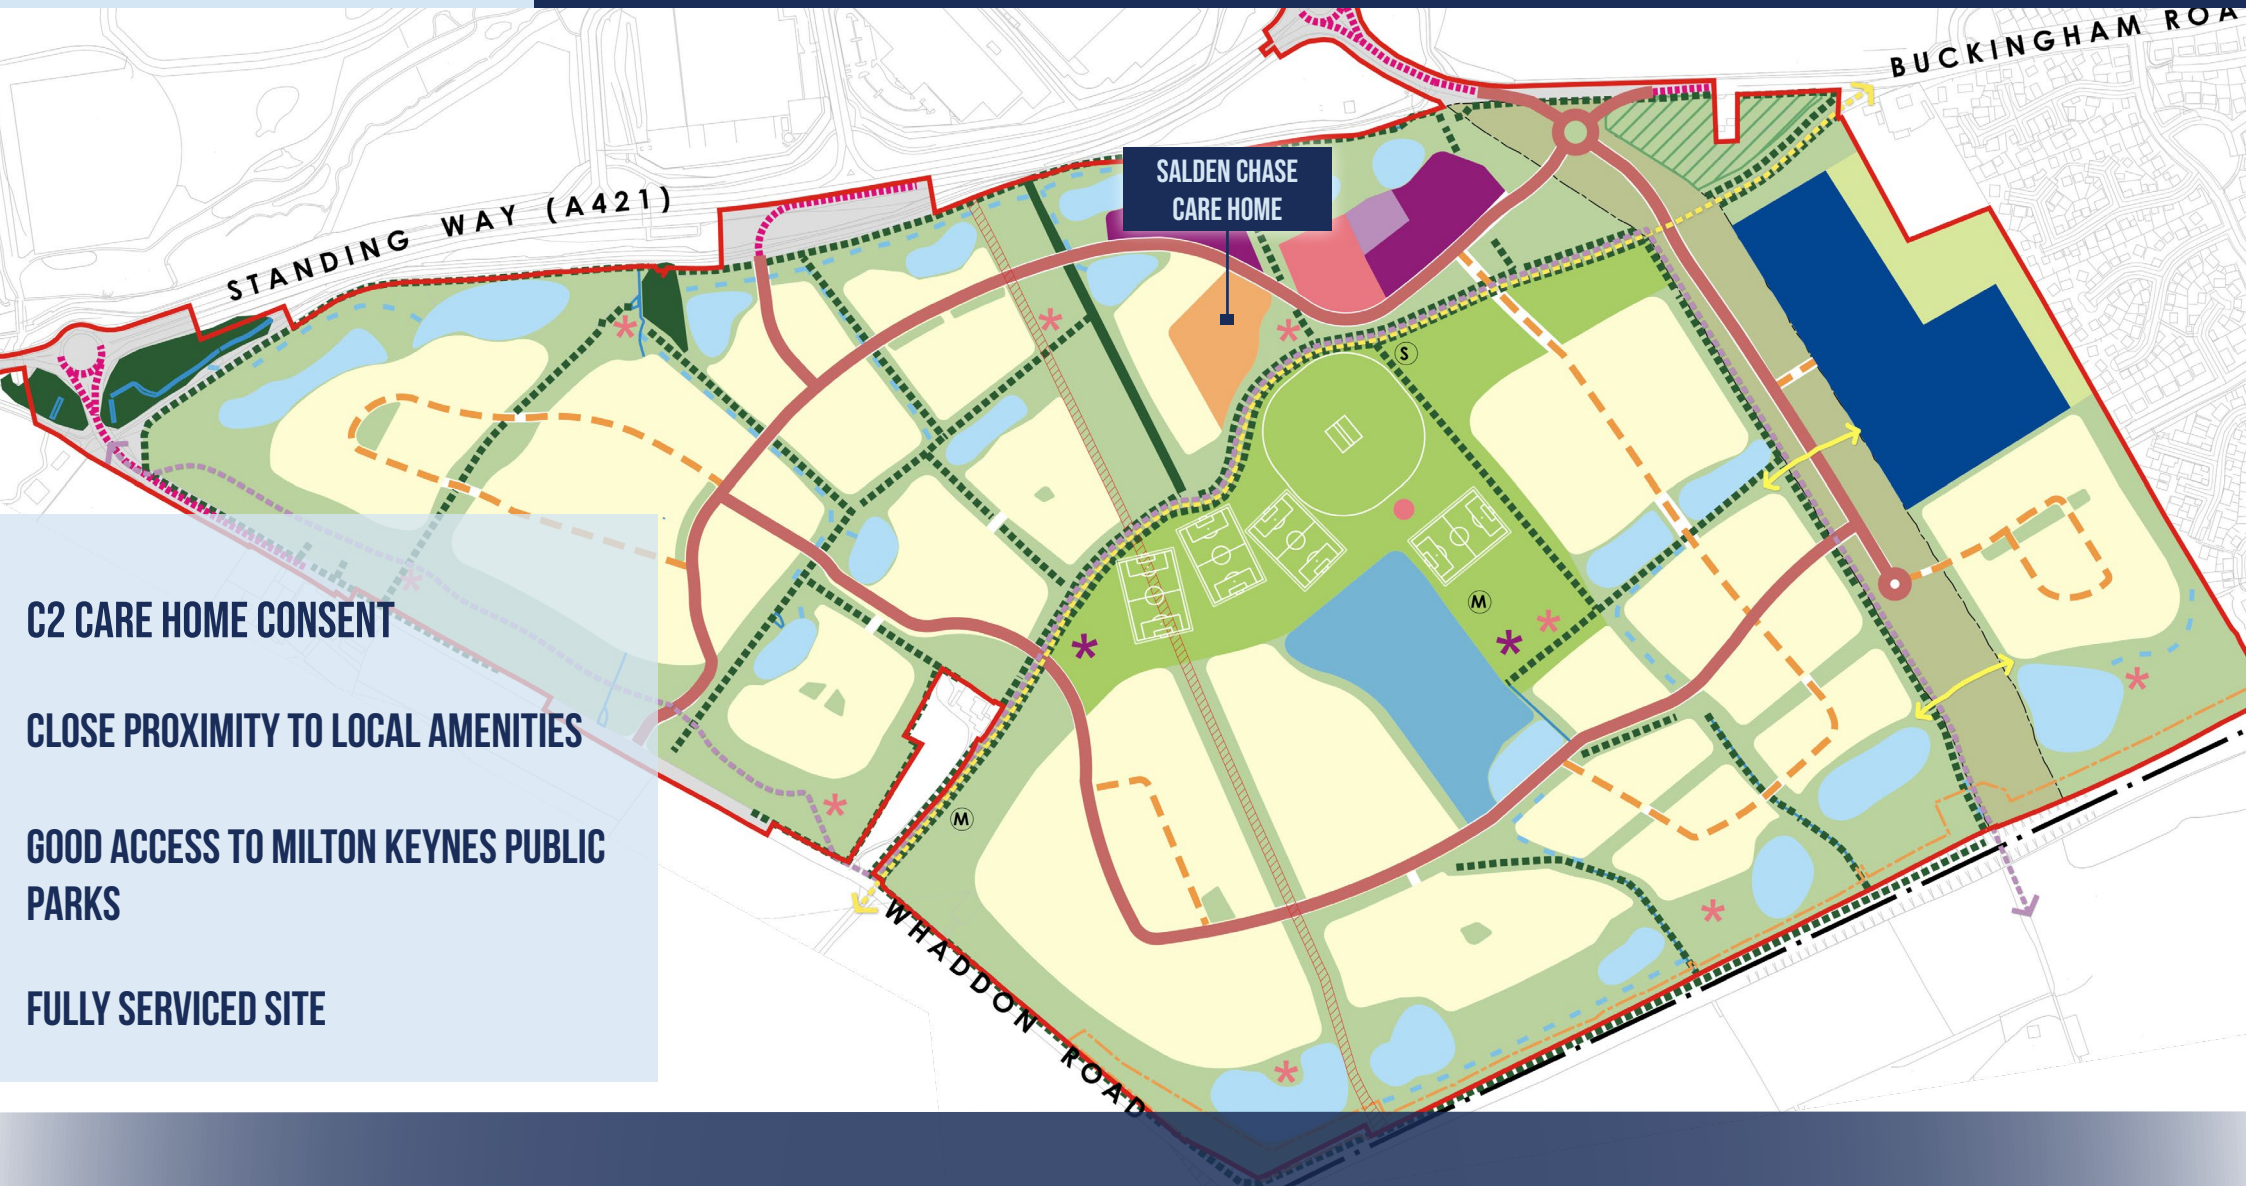 BUCKINGHAM ROA
SALDEN CHASE
CARE HOME
STANDING WAY (A421)
S
M
M
C2 CARE HOME CONSENT
CLOSE PROXIMITY TO LOCAL AMENITIES
GOOD ACCESS TO MILTON KEYNES PUBLIC
PARKS
FULLY SERVICED SITE
WHADDON ROAD